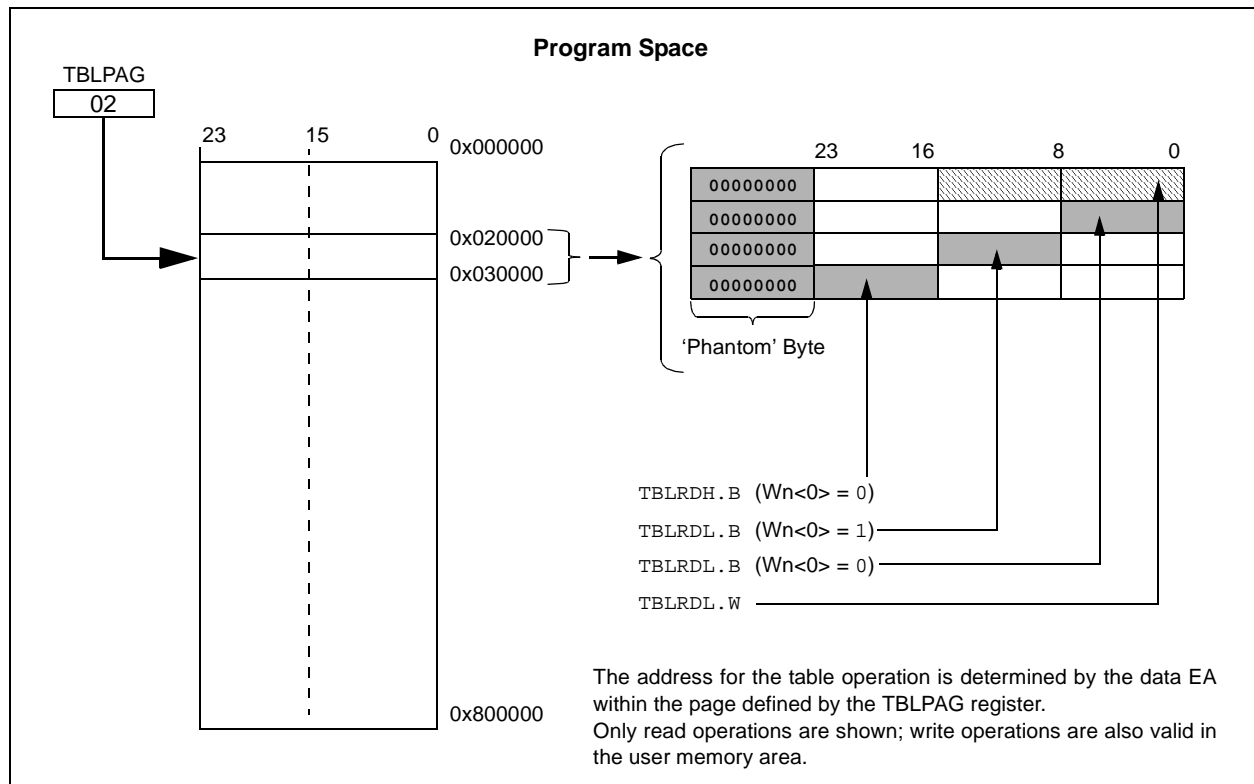 Program Space
TBLPAG
02
23 15 0
0x000000
0x020000
0x030000
0x800000
23 16 8 0
00000000
00000000
00000000
00000000
‘Phantom’ Byte
TBLRDH.B (Wn<0> = 0)
TBLRDL.B (Wn<0> = 1)
TBLRDL.B (Wn<0> = 0)
TBLRDL.W
The address for the table operation is determined by the data EA
within the page defined by the TBLPAG register.
Only read operations are shown; write operations are also valid in
the user memory area.